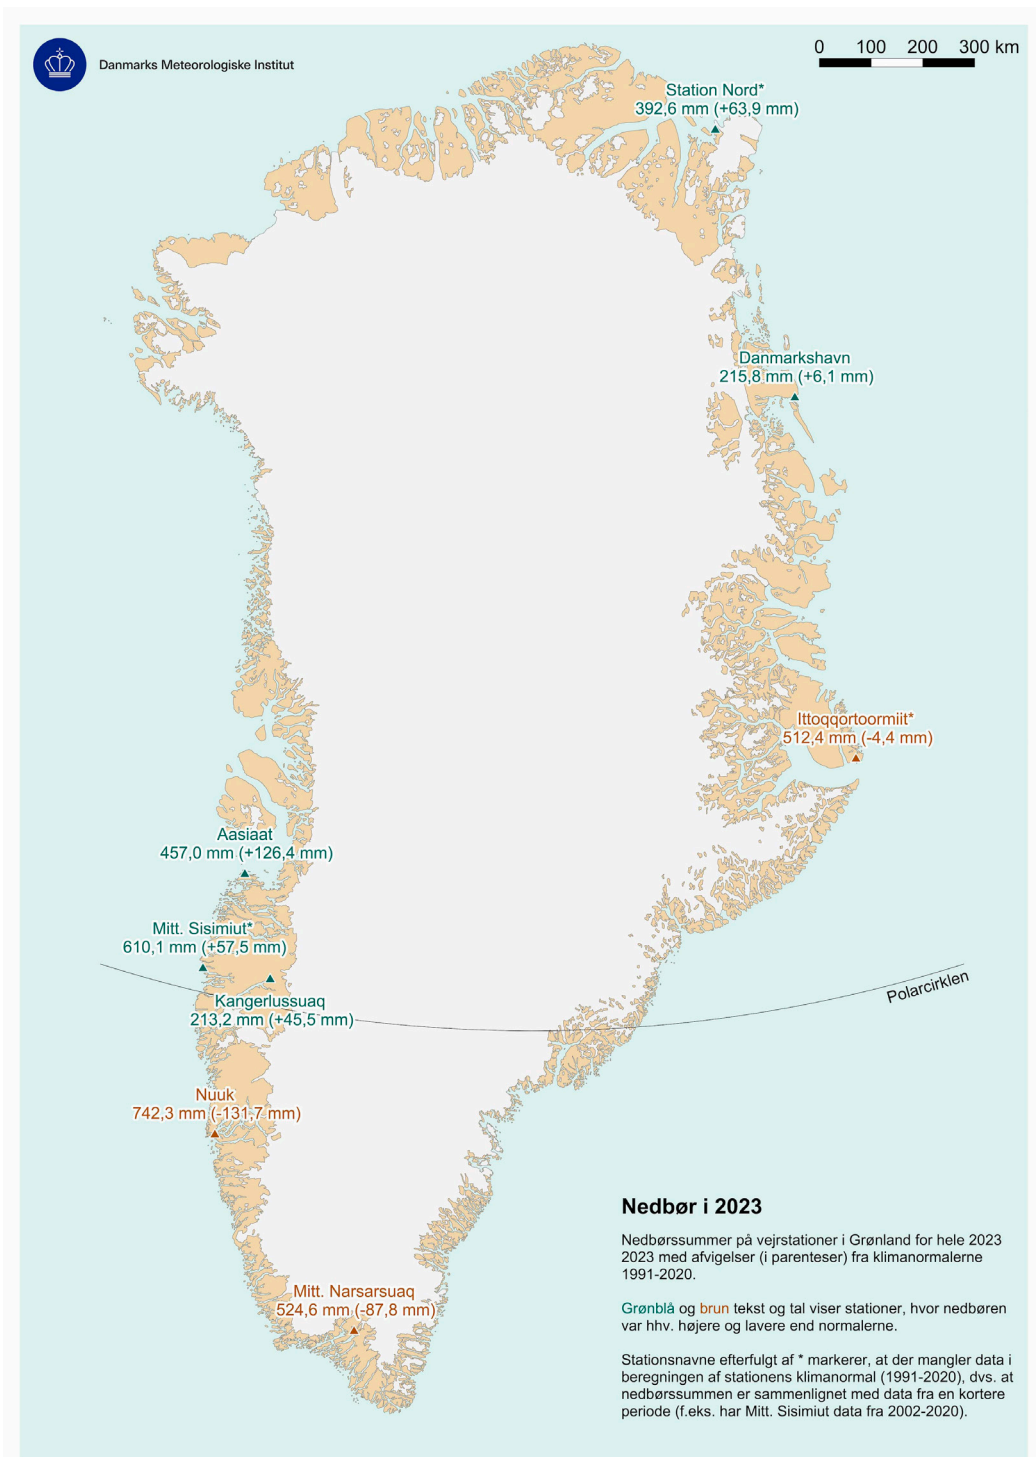 Danmarks Meteorologiske Institut
0 100 200 300 km
Station Nord*
392,6 mm (+63,9 mm)
Danmarkshavn
215,8 mm (+6,1 mm)
Ittoqqortoormiit*
512,4 mm (-4,4 mm)
Aasiaat
457,0 mm (+126,4 mm)
Mitt. Sisimiut*
610,1 mm (+57,5 mm)
Polarcirklen
Kangerlussuaq
213,2 mm (+45,5 mm)
Nuuk
742,3 mm (-131,7 mm)
Mitt. Narsarsuaq
524,6 mm (-87,8 mm)
Nedbør i 2023
Nedbørssummer på vejrstationer i Grønland for hele 2023
2023 med afvigelser (i parenteser) fra klimanormalerne
1991-2020.
Grønblå og brun tekst og tal viser stationer, hvor nedbøren
var hhv. højere og lavere end normalerne.
Stationsnavne efterfulgt af * markerer, at der mangler data i
beregningen af stationens klimanormal (1991-2020), dvs. at
nedbørssummen er sammenlignet med data fra en kortere
periode (f.eks. har Mitt. Sisimiut data fra 2002-2020).